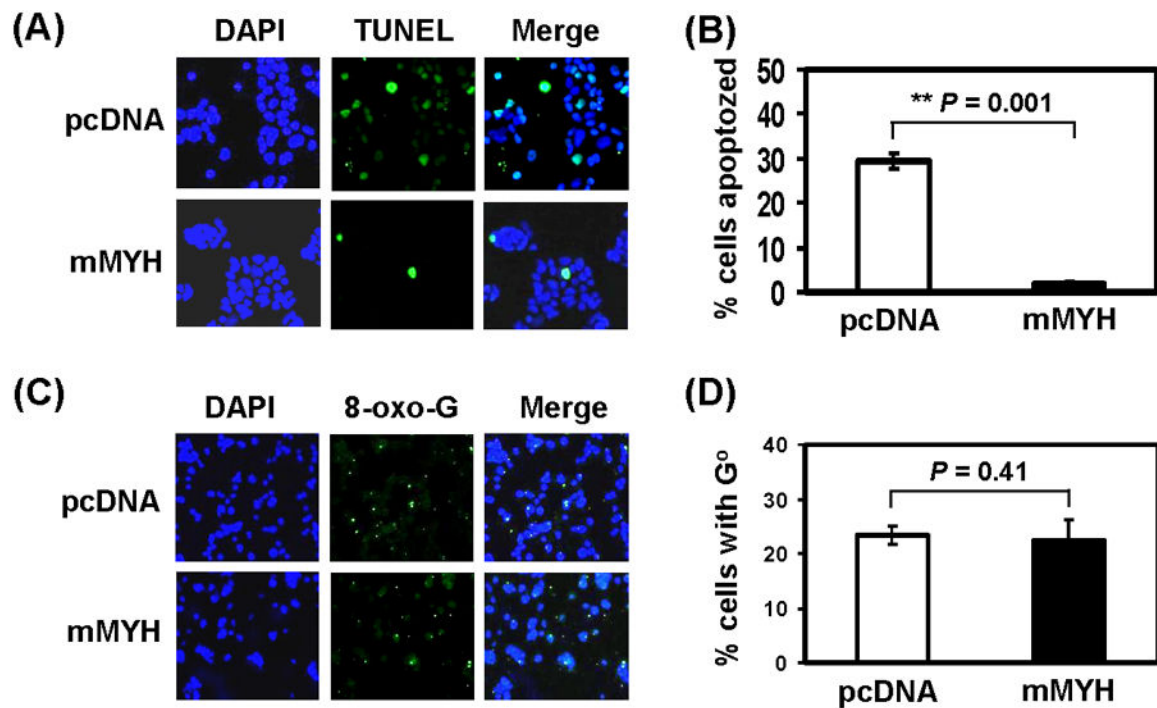 (A)
DAPI TUNEL Merge
pcDNA
mMYH
(B)
% cells apoptozed
50
40
30
20
10
0
** P = 0.001
pcDNA mMYH
(C)
DAPI 8-oxo-G Merge
pcDNA
mMYH
(D)
% cells with Gº
40
30
20
10
0
P = 0.41
pcDNA mMYH